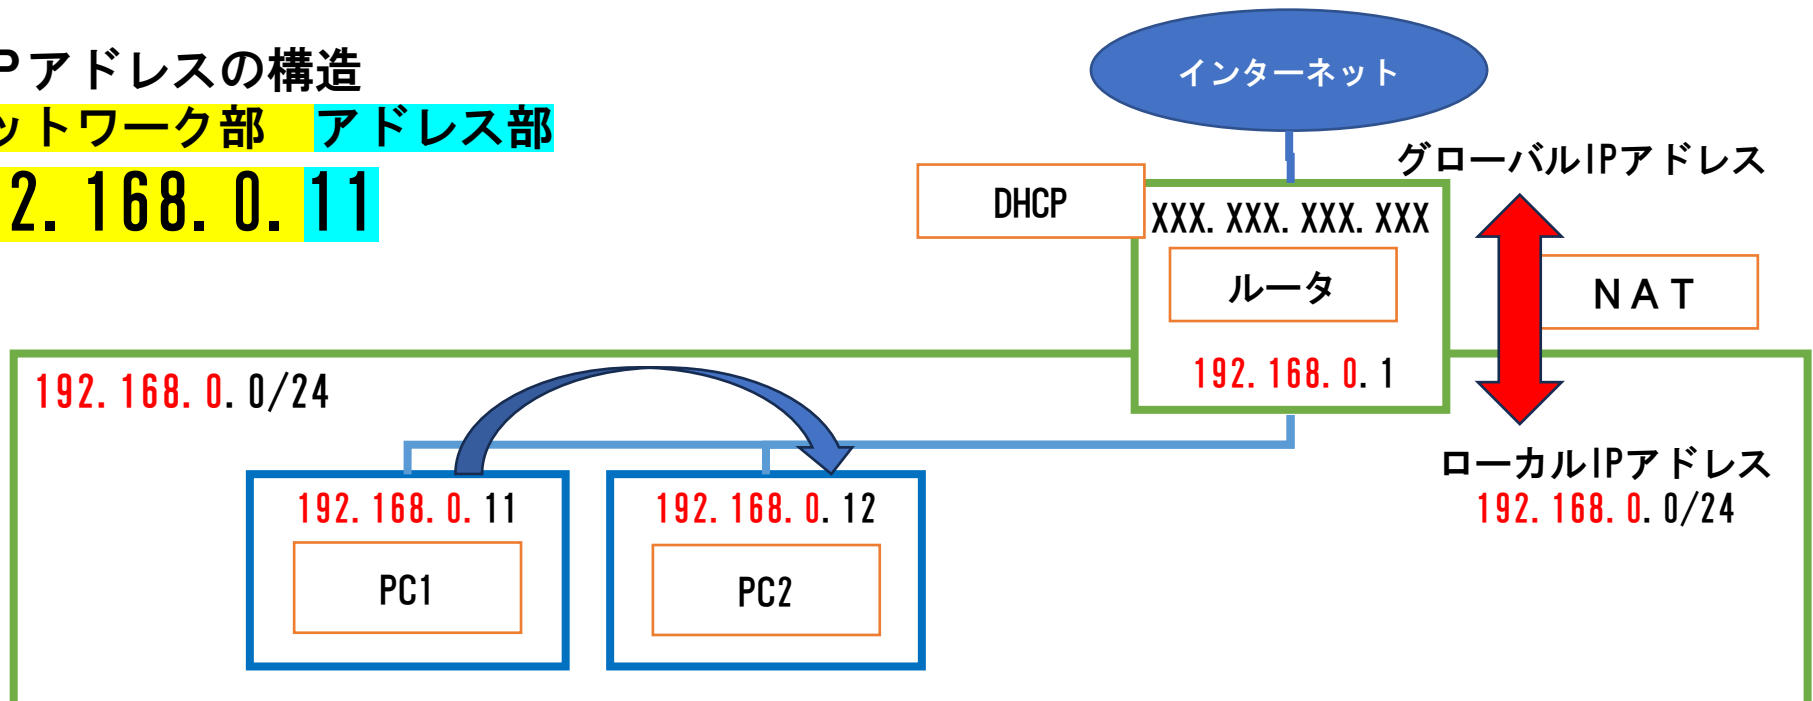 Pアドレスの構造
ットワーク部　アドレス部
2.168.0.11
インターネット
グローバルIPアドレス
DHCP
XXX.XXX.XXX.XXX
ルータ
NAT
192.168.0.1
192.168.0.0/24
ローカルIPアドレス
192.168.0.0/24
192.168.0.11
PC1
192.168.0.12
PC2